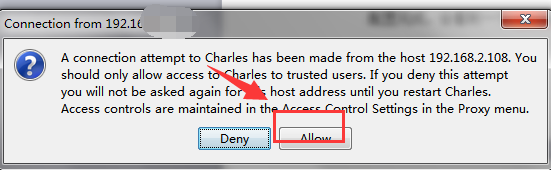 Connection from 192.16
A connection attempt to Charles has been made from the host 192.168.2.108. You
should only allow access to Charles to trusted users. If you deny this attempt
you will not be asked again for this host address until you restart Charles.
Access controls are maintained in the Access Control Settings in the Proxy menu.
Deny
Allow